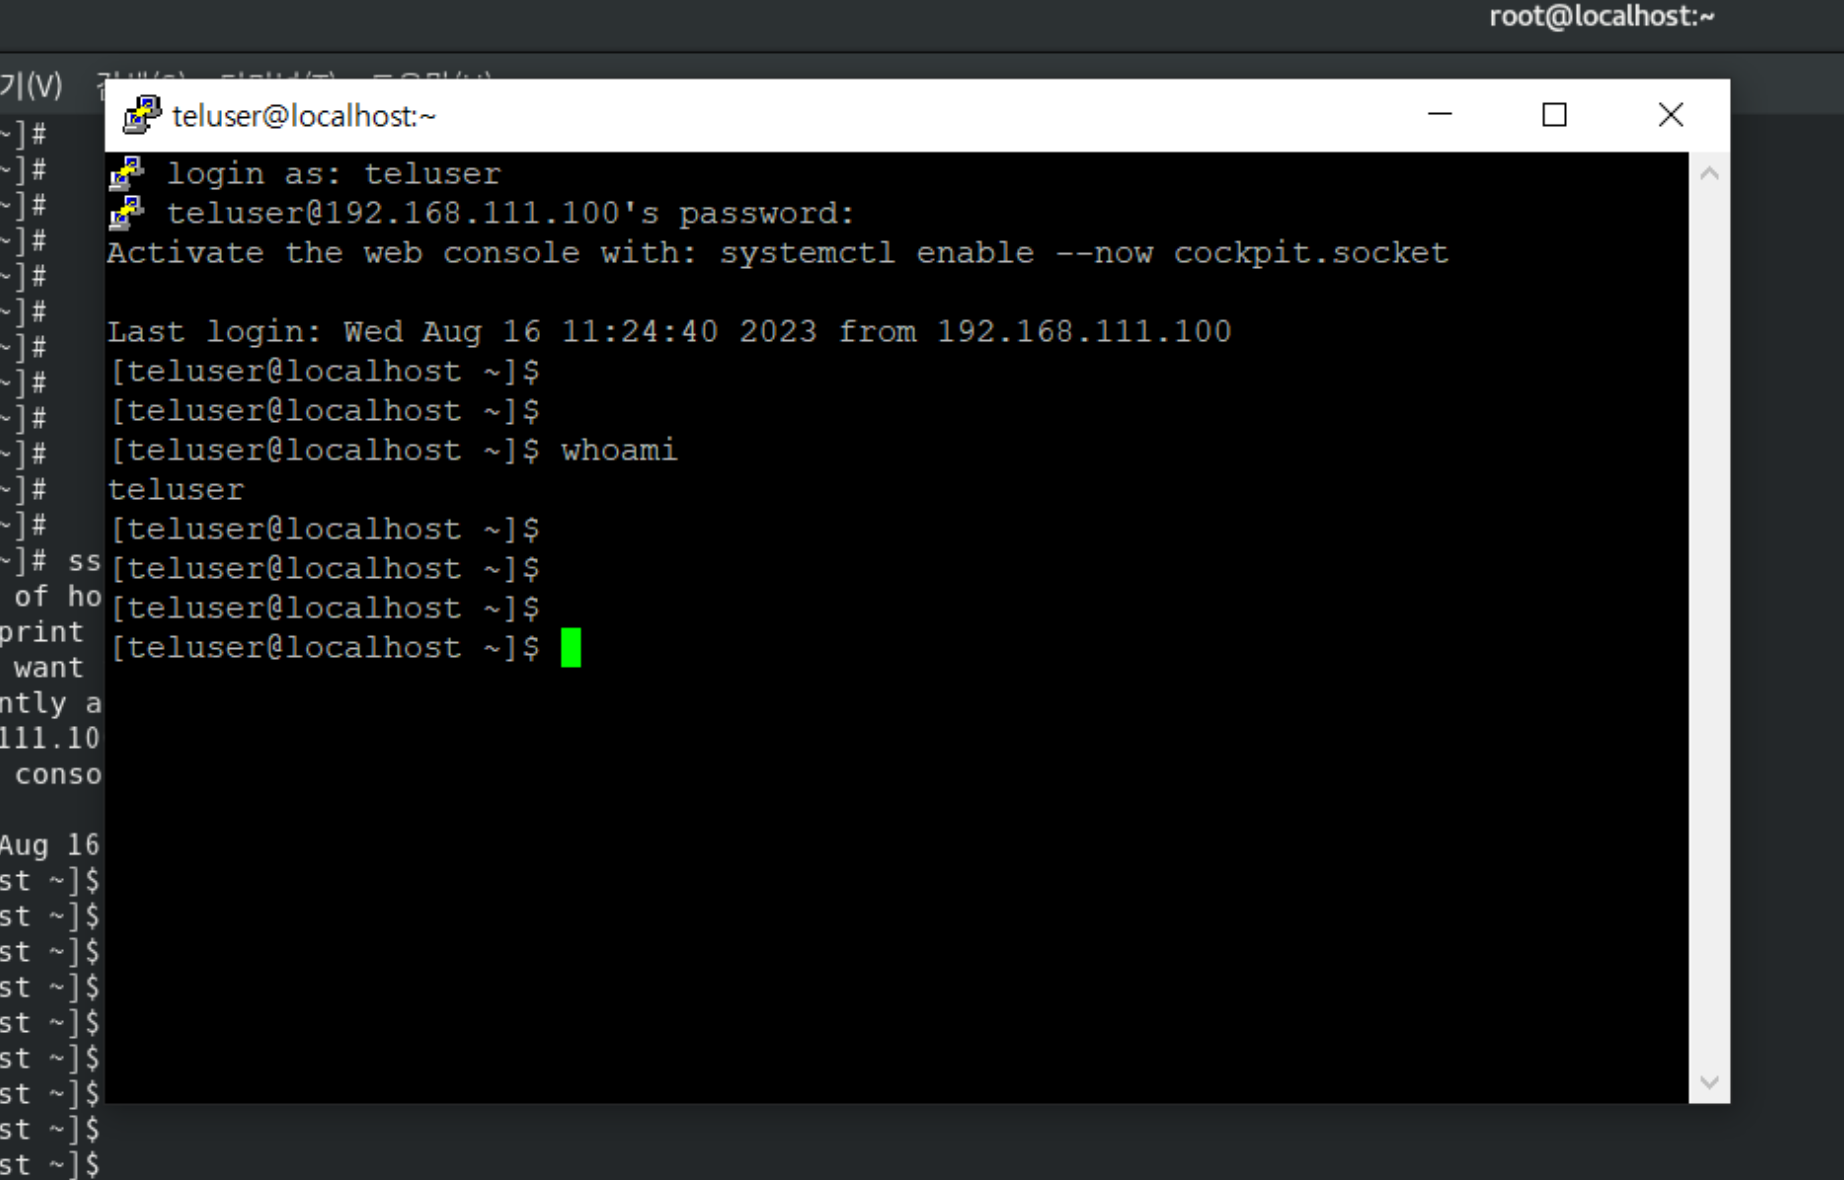 root@localhost:~
기(V)
teluser@localhost:~
~]#
~]#
~]#
~]#
~]#
~]#
~]#
~]#
~]#
~]#
~]#
~]#
~]# ss
of ho
print
want
ntly a
111.10
conso
Aug 16
st ~]$
st ~]$
st ~]$
st ~]$
st ~]$
st ~]$
st ~]$
st ~]$
st ~]$
login as: teluser
teluser@192.168.111.100's password:
Activate the web console with: systemctl enable --now cockpit.socket
Last login: Wed Aug 16 11:24:40 2023 from 192.168.111.100
[teluser@localhost ~]$
[teluser@localhost ~]$
[teluser@localhost ~]$ whoami
teluser
[teluser@localhost ~]$
[teluser@localhost ~]$
[teluser@localhost ~]$
[teluser@localhost ~]$